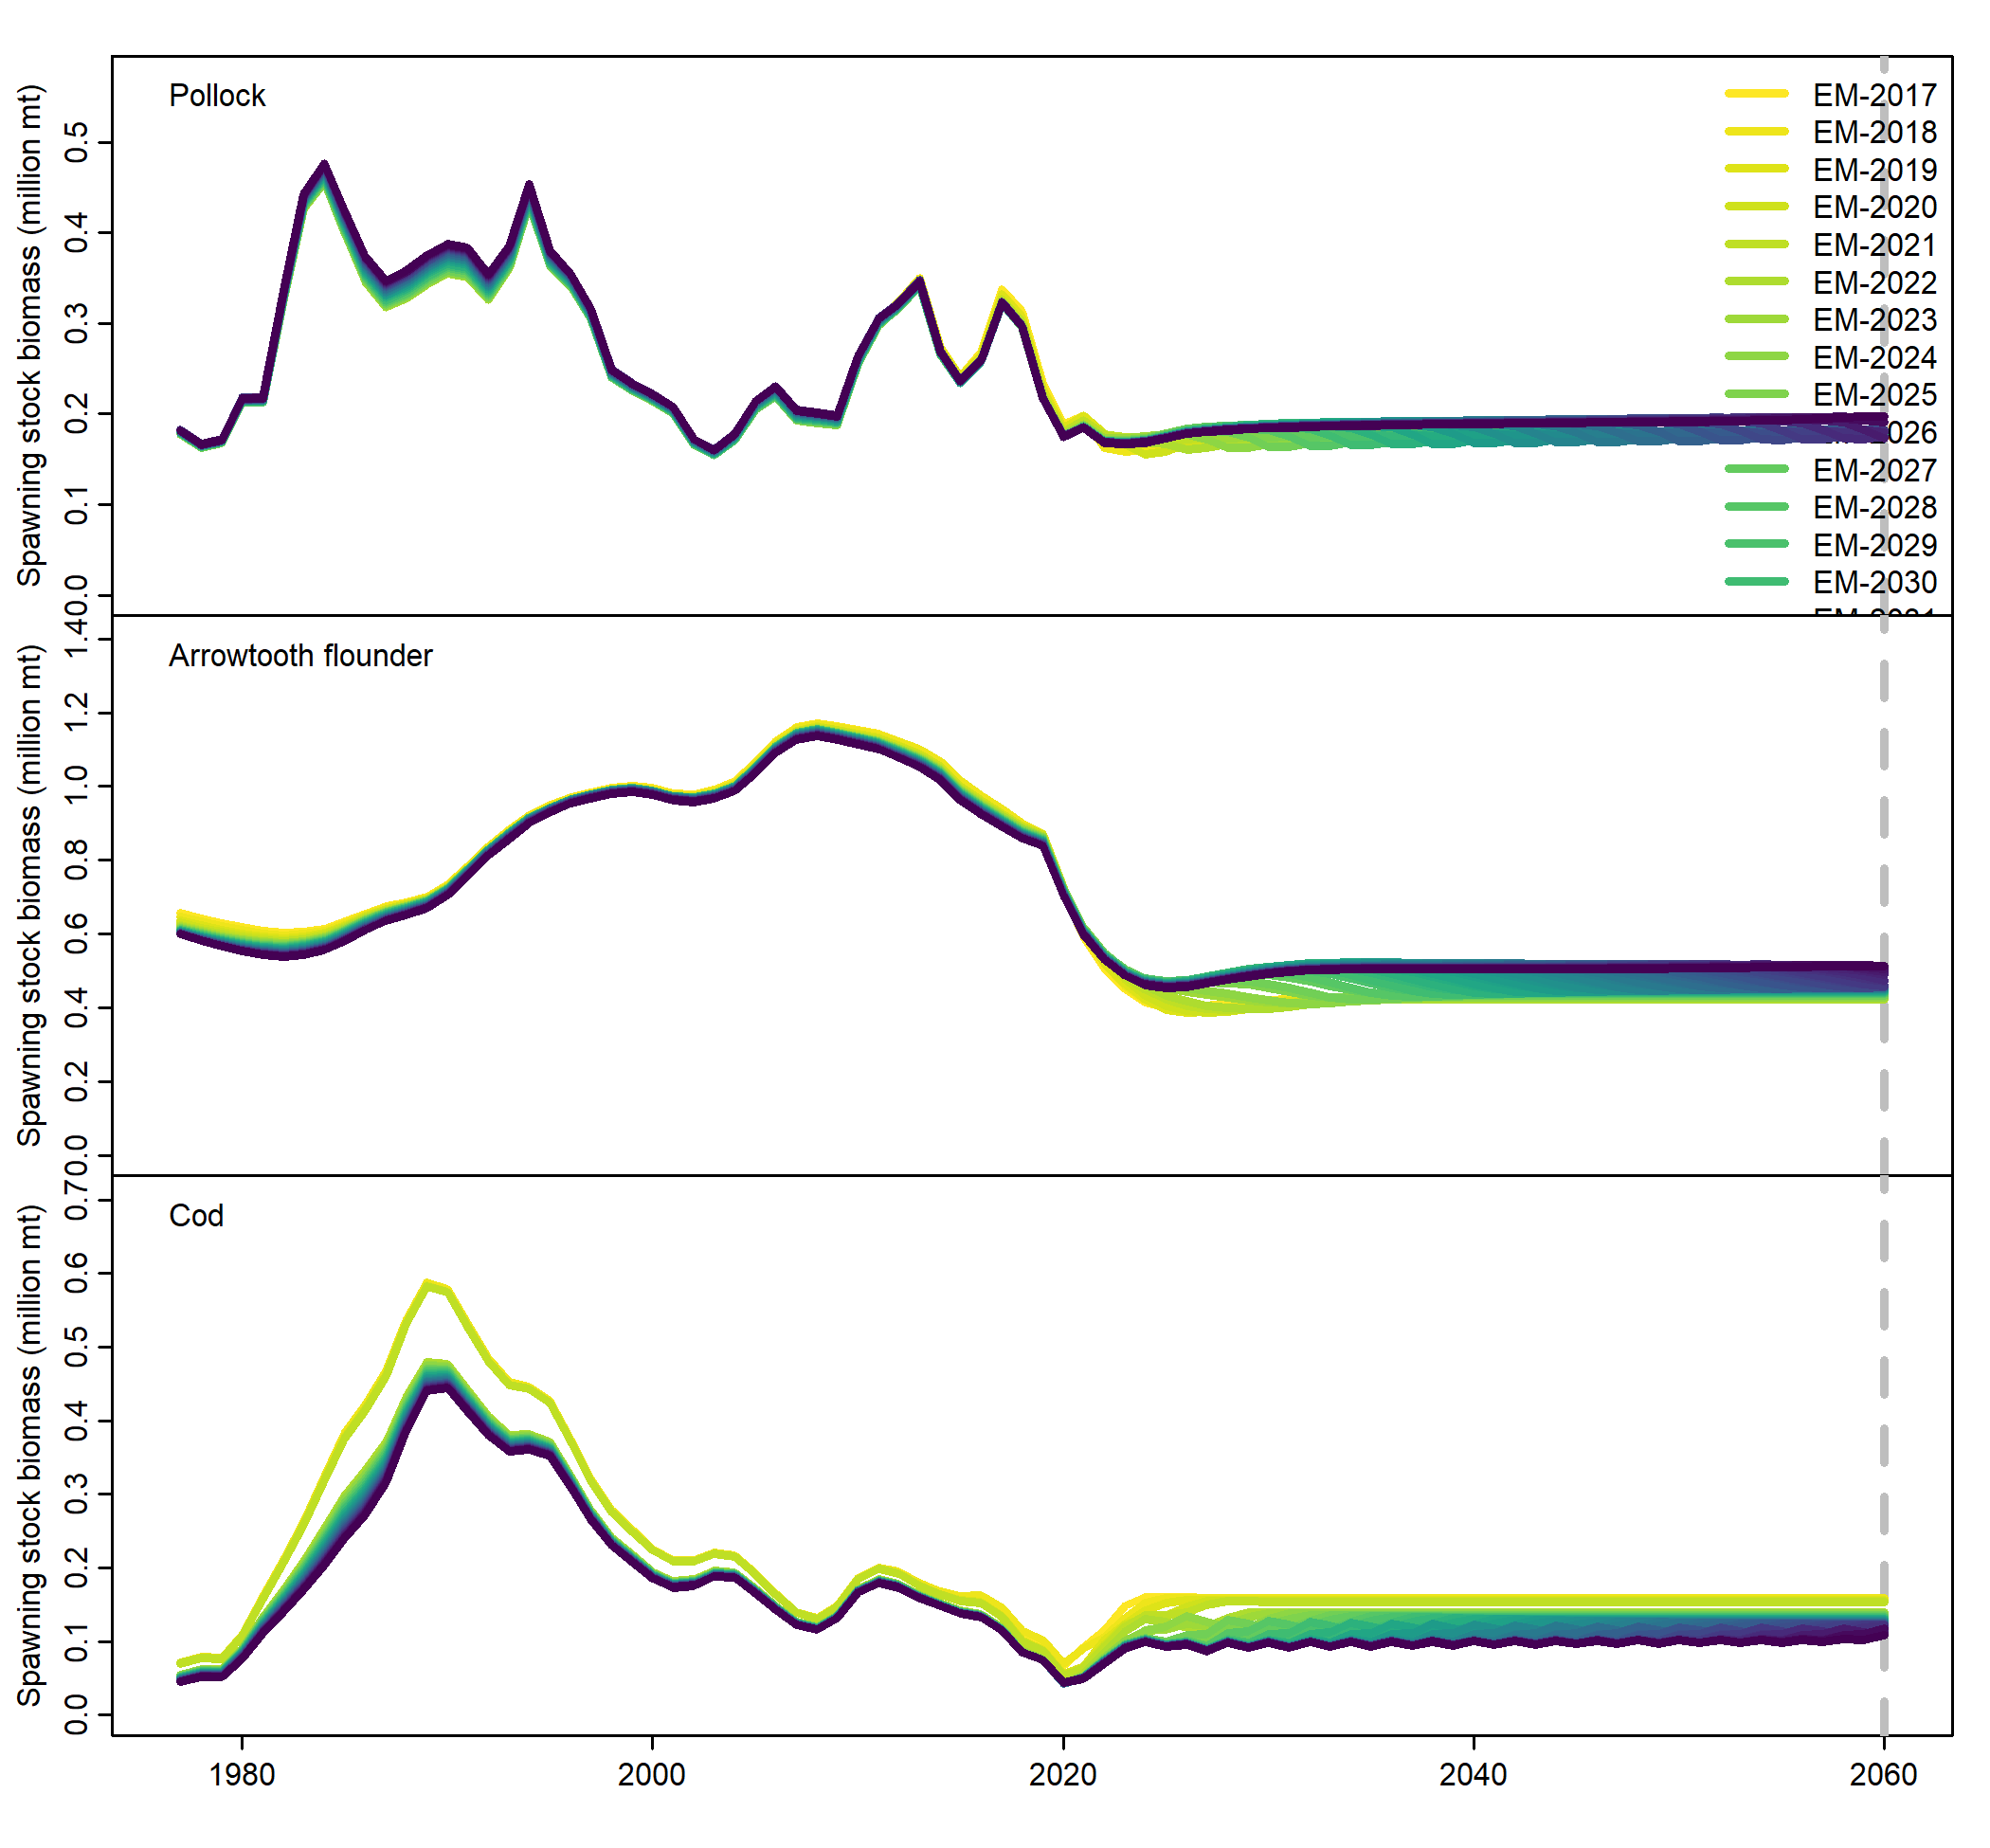 Pollock
Spawning stock biomass (million mt)
0.5
0.4
0.3
0.2
0.1
0.0
EM-2017
EM-2018
EM-2019
EM-2020
EM-2021
EM-2022
EM-2023
EM-2024
EM-2025
EM-2027
EM-2028
EM-2029
EM-2030
Arrowtooth flounder
Spawning stock biomass (million mt)
1.4
1.2
1.0
0.8
0.6
0.4
0.2
0.0
Cod
Spawning stock biomass (million mt)
0.7
0.6
0.5
0.4
0.3
0.2
0.1
0.0
1980
2000
2020
2040
2060